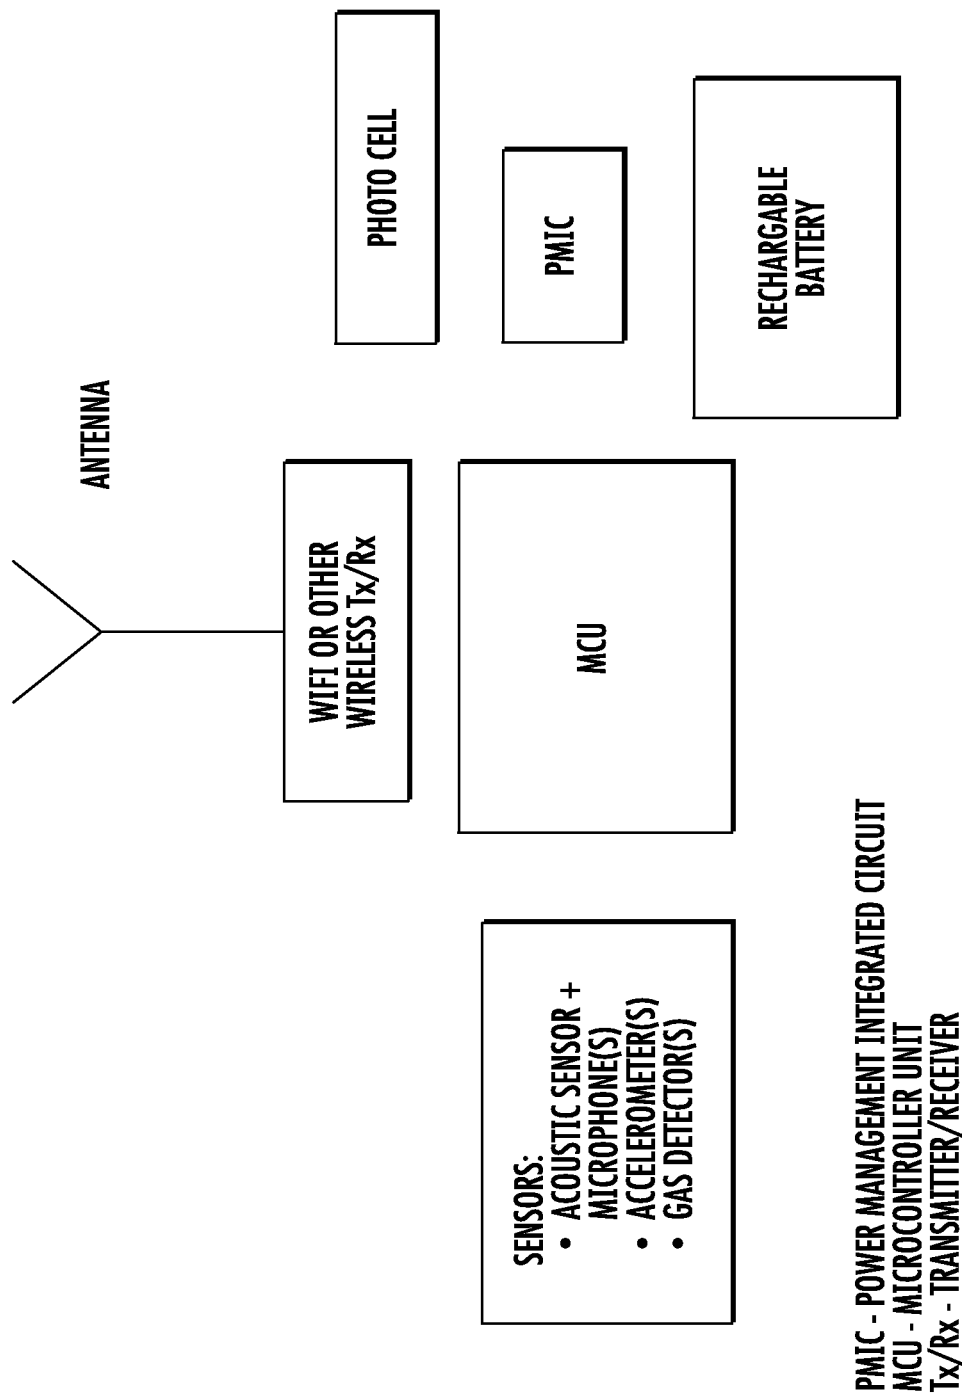 ANTENNA
WIFI OR OTHER
WIRELESS Tx/Rx
PHOTO CELL
SENSORS:
• ACOUSTIC SENSOR +
MICROPHONE(S)
• ACCELEROMETER(S)
• GAS DETECTOR(S)
MCU
PMIC
RECHARGABLE
BATTERY
PMIC - POWER MANAGEMENT INTEGRATED CIRCUIT
MCU - MICROCONTROLLER UNIT
Tx/Rx - TRANSMITTER/RECEIVER